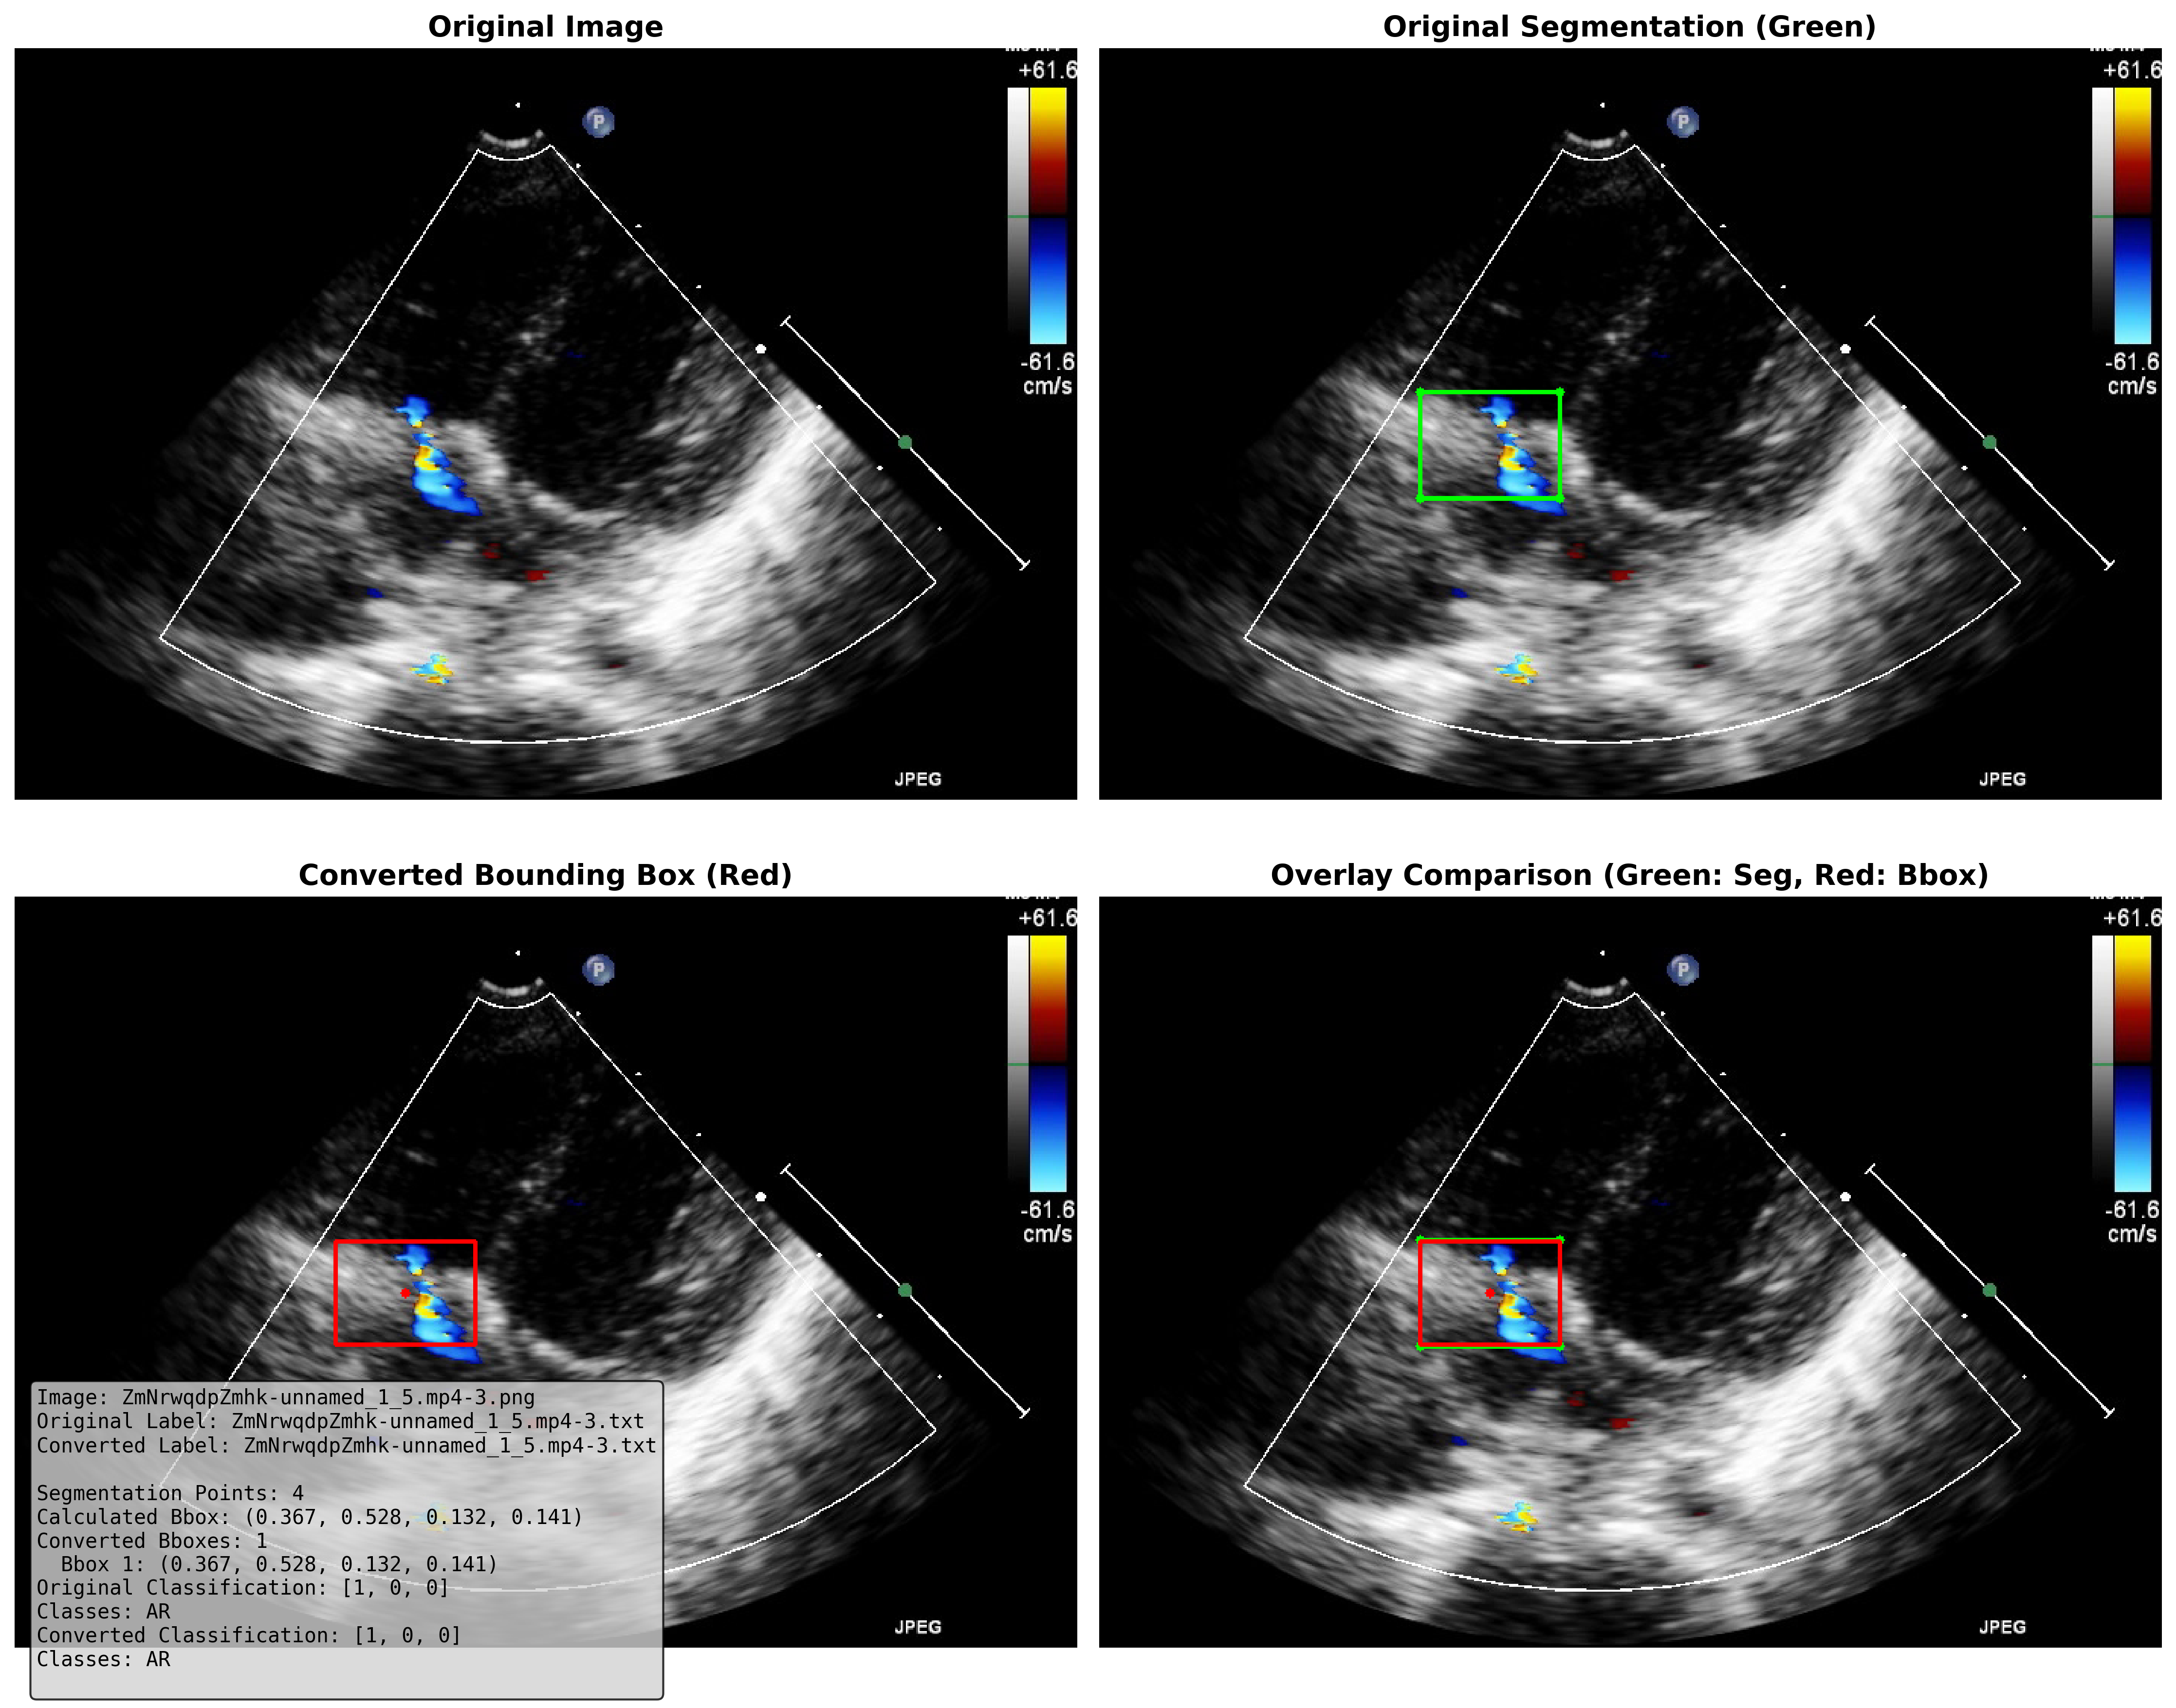 Original Image
+61.6
P
-61.6
cm/s
JPEG
Original Segmentation (Green)
+61.6
P
-61.6
cm/s
JPEG
Converted Bounding Box (Red)
+61.6
P
-61.6
cm/s
JPEG
Image: ZmNrwqdpZmhk-unnamed_1_5.mp4-3.png
Original Label: ZmNrwqdpZmhk-unnamed_1_5.mp4-3.txt
Converted Label: ZmNrwqdpZmhk-unnamed_1_5.mp4-3.txt
Segmentation Points: 4
Calculated Bbox: (0.367, 0.528, 0.132, 0.141)
Converted Bboxes: 1
Bbox 1: (0.367, 0.528, 0.132, 0.141)
Original Classification: [1, 0, 0]
Classes: AR
Converted Classification: [1, 0, 0]
Classes: AR
Overlay Comparison (Green: Seg, Red: Bbox)
+61.6
P
-61.6
cm/s
JPEG